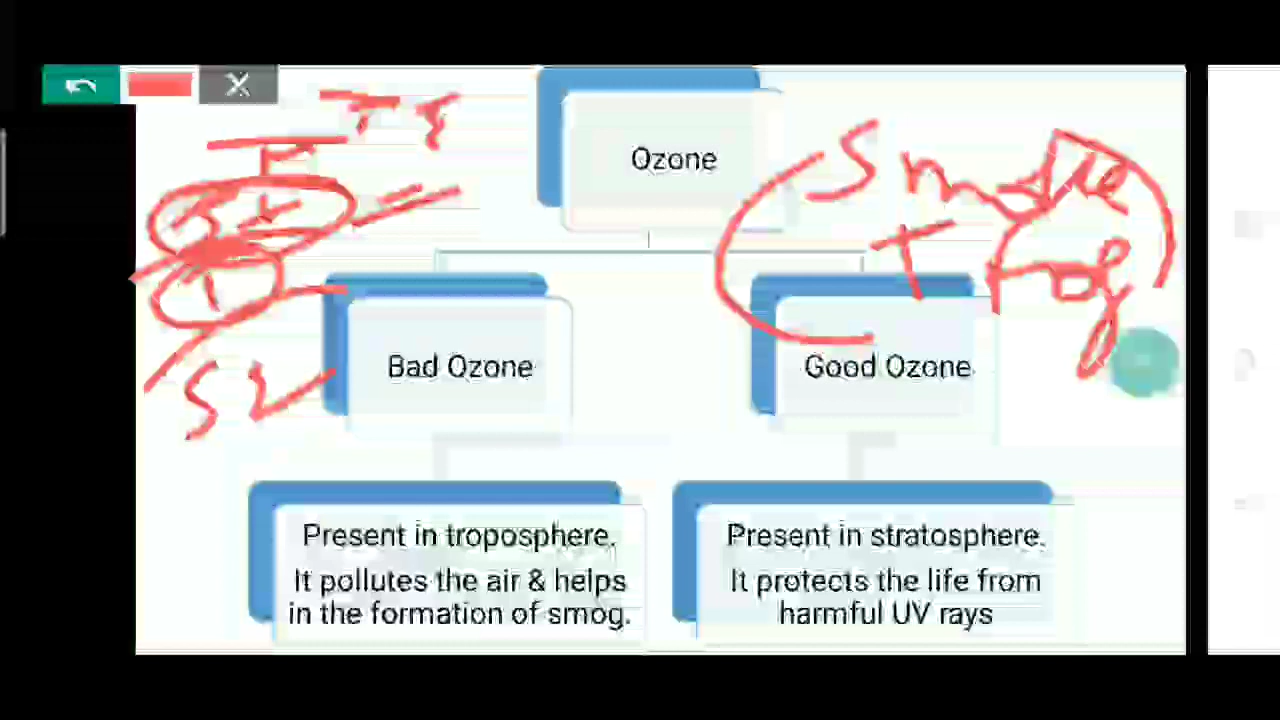 Ozone
Smoke
+ Fog
Bad Ozone
Good Ozone
Present in troposphere.
It pollutes the air & helps
in the formation of smog.
Present in stratosphere.
It protects the life from
harmful UV rays